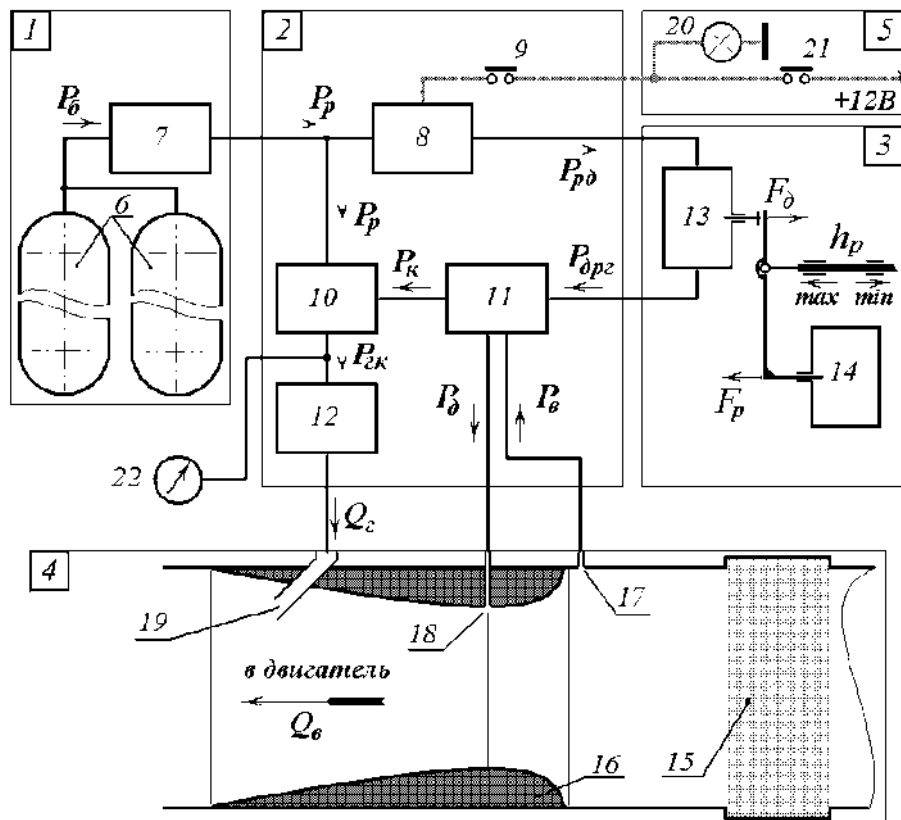 1
2
5
20
9
21
+12В
P_б
P_р
7
8
3
P_рд
13
F_д
6
P_р
h_p
P_к
P_дрг
10
11
max min
P_гк
14
12
P_д
P_в
F_p
22
Q_г
4
19
18
17
в двигатель
Q_в
16
15